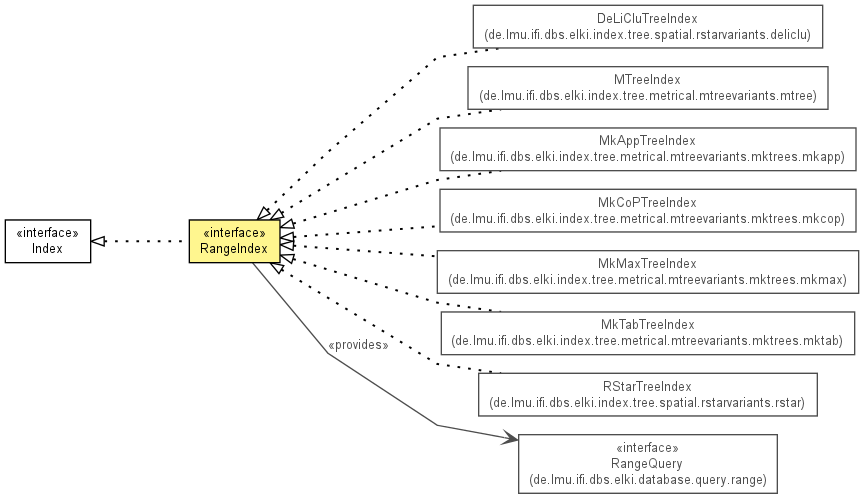 DeLiCluTreeIndex
(de.lmu.ifi.dbs.elki.index.tree.spatial.rstarvariants.deliclu)
MTreeIndex
(de.lmu.ifi.dbs.elki.index.tree.metrical.mtreevariants.mtree)
MkAppTreeIndex
(de.lmu.ifi.dbs.elki.index.tree.metrical.mtreevariants.mktrees.mkapp)
MkCoPTreeIndex
(de.lmu.ifi.dbs.elki.index.tree.metrical.mtreevariants.mktrees.mkcop)
«interface»
Index
«interface»
RangeIndex
MkMaxTreeIndex
(de.lmu.ifi.dbs.elki.index.tree.metrical.mtreevariants.mktrees.mkmax)
MkTabTreeIndex
(de.lmu.ifi.dbs.elki.index.tree.metrical.mtreevariants.mktrees.mktab)
«provides»
RStarTreeIndex
(de.lmu.ifi.dbs.elki.index.tree.spatial.rstarvariants.rstar)
«interface»
RangeQuery
(de.lmu.ifi.dbs.elki.database.query.range)